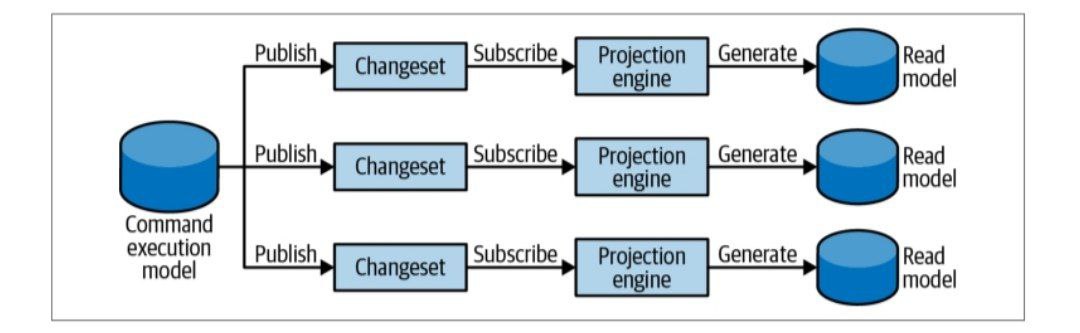 Publish
Changeset
Subscribe
Projection
engine
Generate
Read
model
Publish
Changeset
Subscribe
Projection
engine
Generate
Read
model
Command
execution
model
Publish
Changeset
Subscribe
Projection
engine
Generate
Read
model